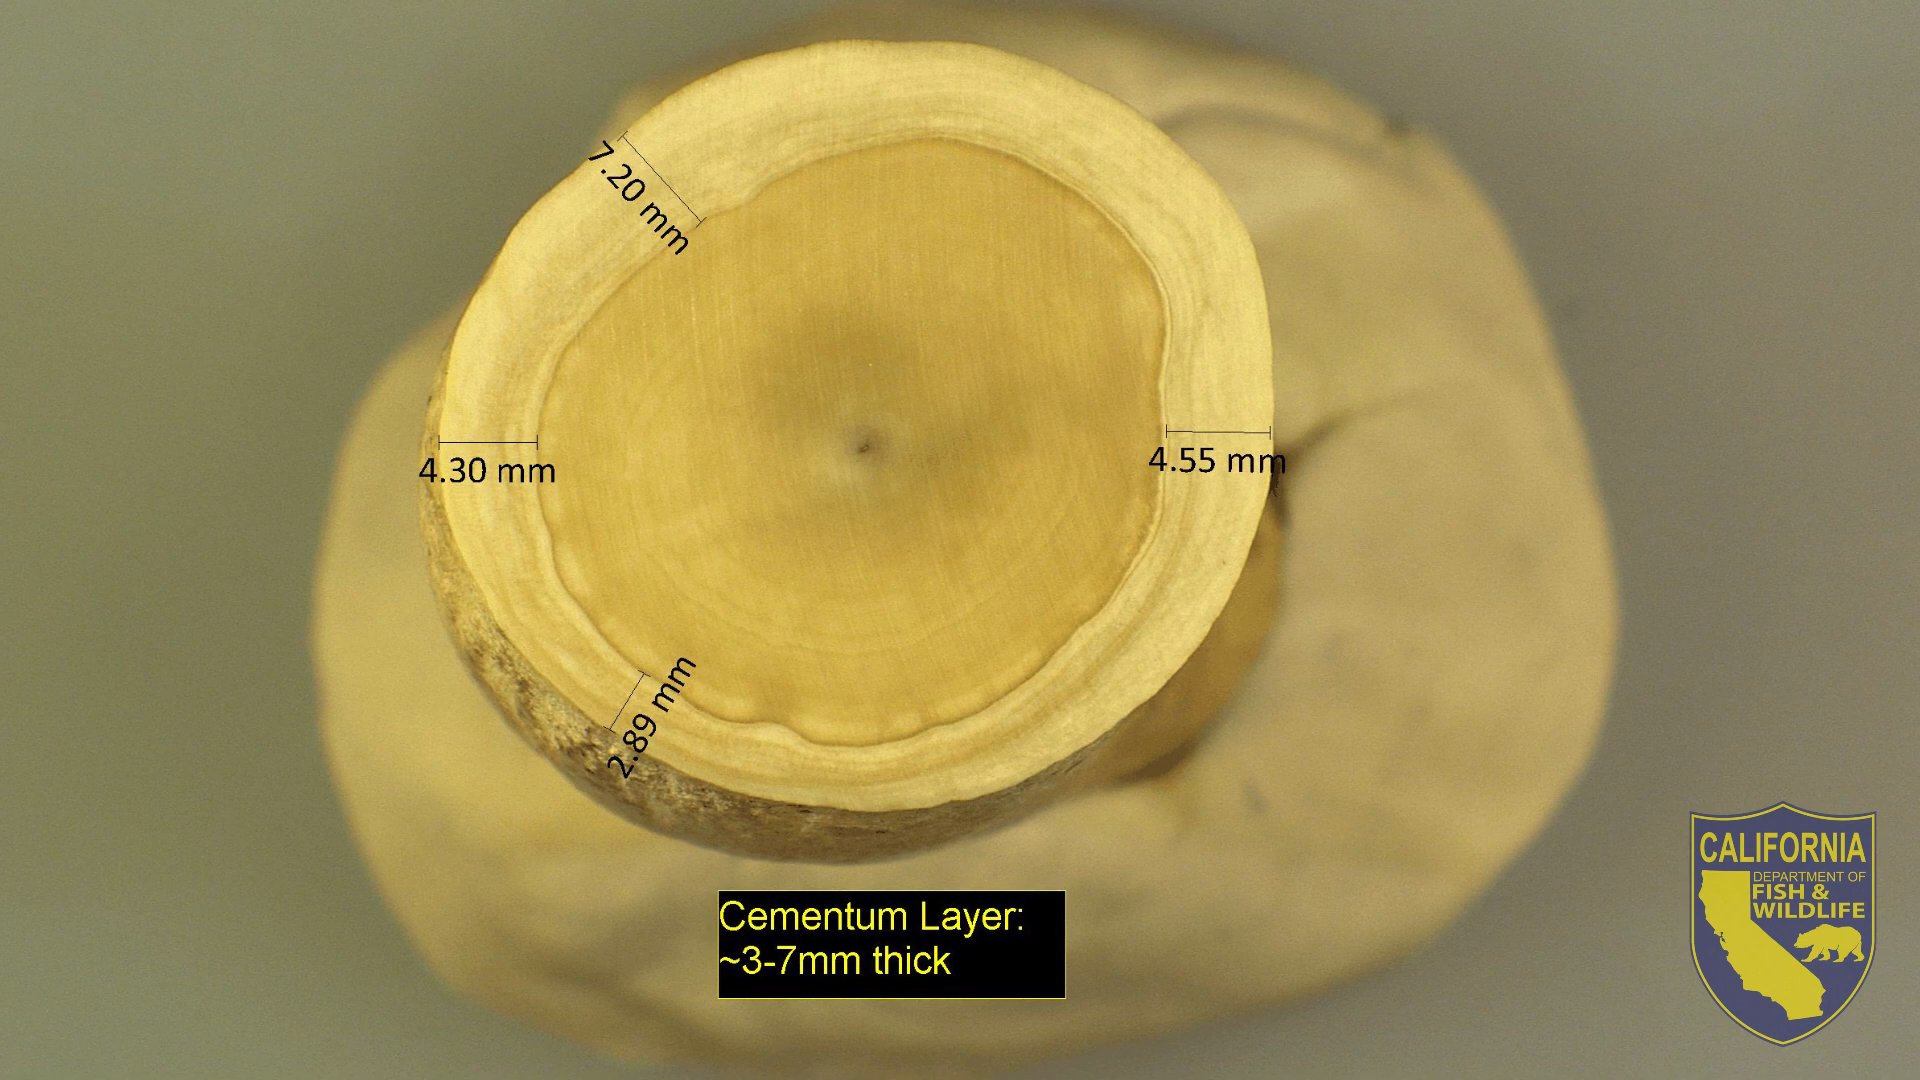 7.20 mm
4.30 mm
4.55 mm
2.89 mm
Cementum Layer:
~3-7mm thick
CALIFORNIA
DEPARTMENT OF
FISH &
WILDLIFE